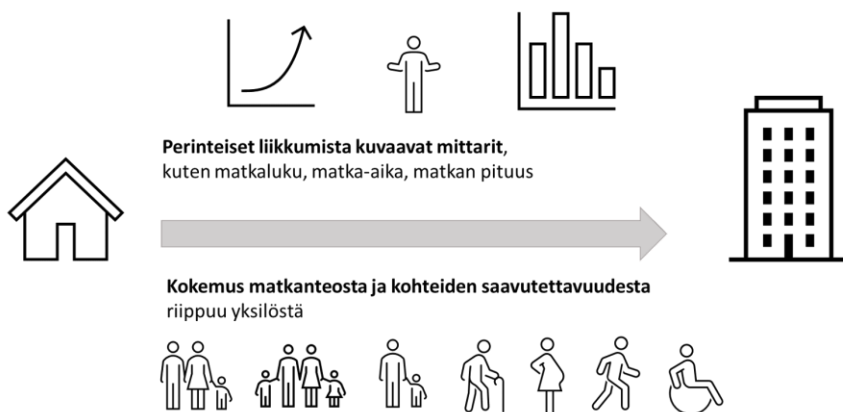 Perinteiset liikkumista kuvaavat mittarit,
kuten matkaluku, matka-aika, matkan pituus
Kokemus matkanteosta ja kohteiden saavutettavuudesta
riippuu yksilöstä